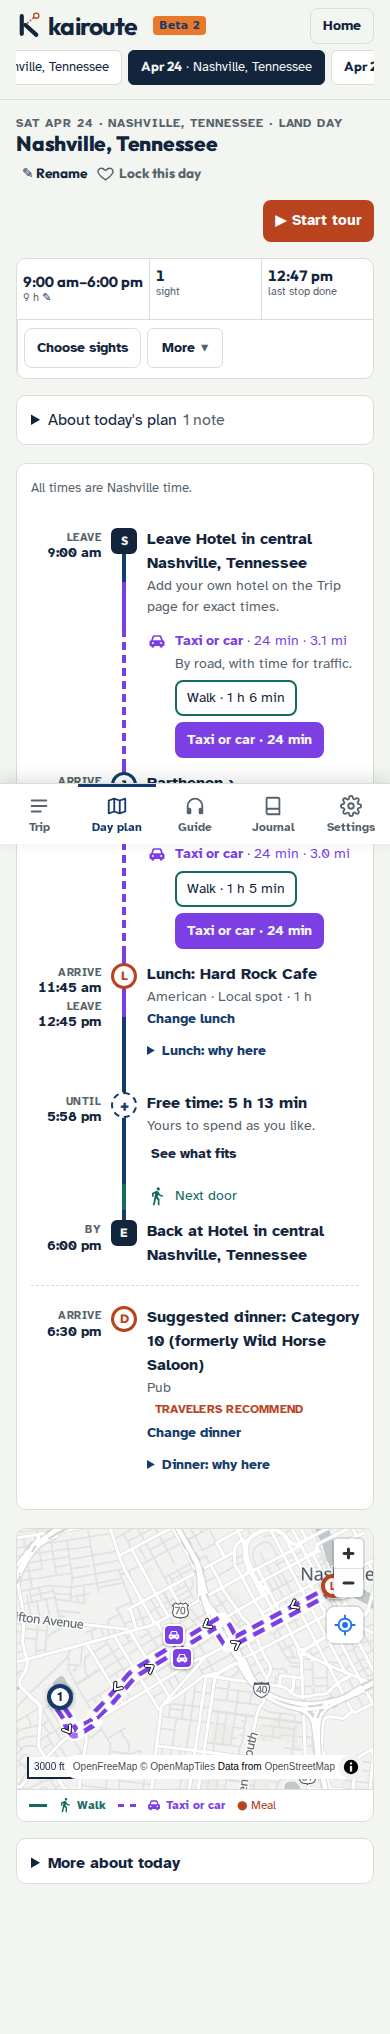 kairoute Beta 2 Home
ville, Tennessee Apr 24 · Nashville, Tennessee Apr 2
SAT APR 24 · NASHVILLE, TENNESSEE · LAND DAY
Nashville, Tennessee
✎ Rename Lock this day
▶ Start tour
9:00 am–6:00 pm
9 h ✎
1
sight
12:47 pm
last stop done
Choose sights More ▾
▶ About today's plan 1 note
All times are Nashville time.
LEAVE
9:00 am
S
Leave Hotel in central
Nashville, Tennessee
Add your own hotel on the Trip
page for exact times.
Taxi or car · 24 min · 3.1 mi
By road, with time for traffic.
Walk · 1 h 6 min
Taxi or car · 24 min
Trip Day plan Guide Journal Settings
Taxi or car · 24 min · 3.0 mi
Walk · 1 h 5 min
Taxi or car · 24 min
ARRIVE
11:45 am
LEAVE
12:45 pm
L
Lunch: Hard Rock Cafe
American · Local spot · 1 h
Change lunch
▶ Lunch: why here
UNTIL
5:58 pm
+
Free time: 5 h 13 min
Yours to spend as you like.
See what fits
Next door
BY
6:00 pm
E
Back at Hotel in central
Nashville, Tennessee
ARRIVE
6:30 pm
D
Suggested dinner: Category
10 (formerly Wild Horse
Saloon)
Pub
TRAVELERS RECOMMEND
Change dinner
▶ Dinner: why here
+
−
Nas e
L
fton Avenue
70
1
40
outh
3000 ft OpenFreeMap © OpenMapTiles Data from OpenStreetMap
Walk Taxi or car Meal
▶ More about today